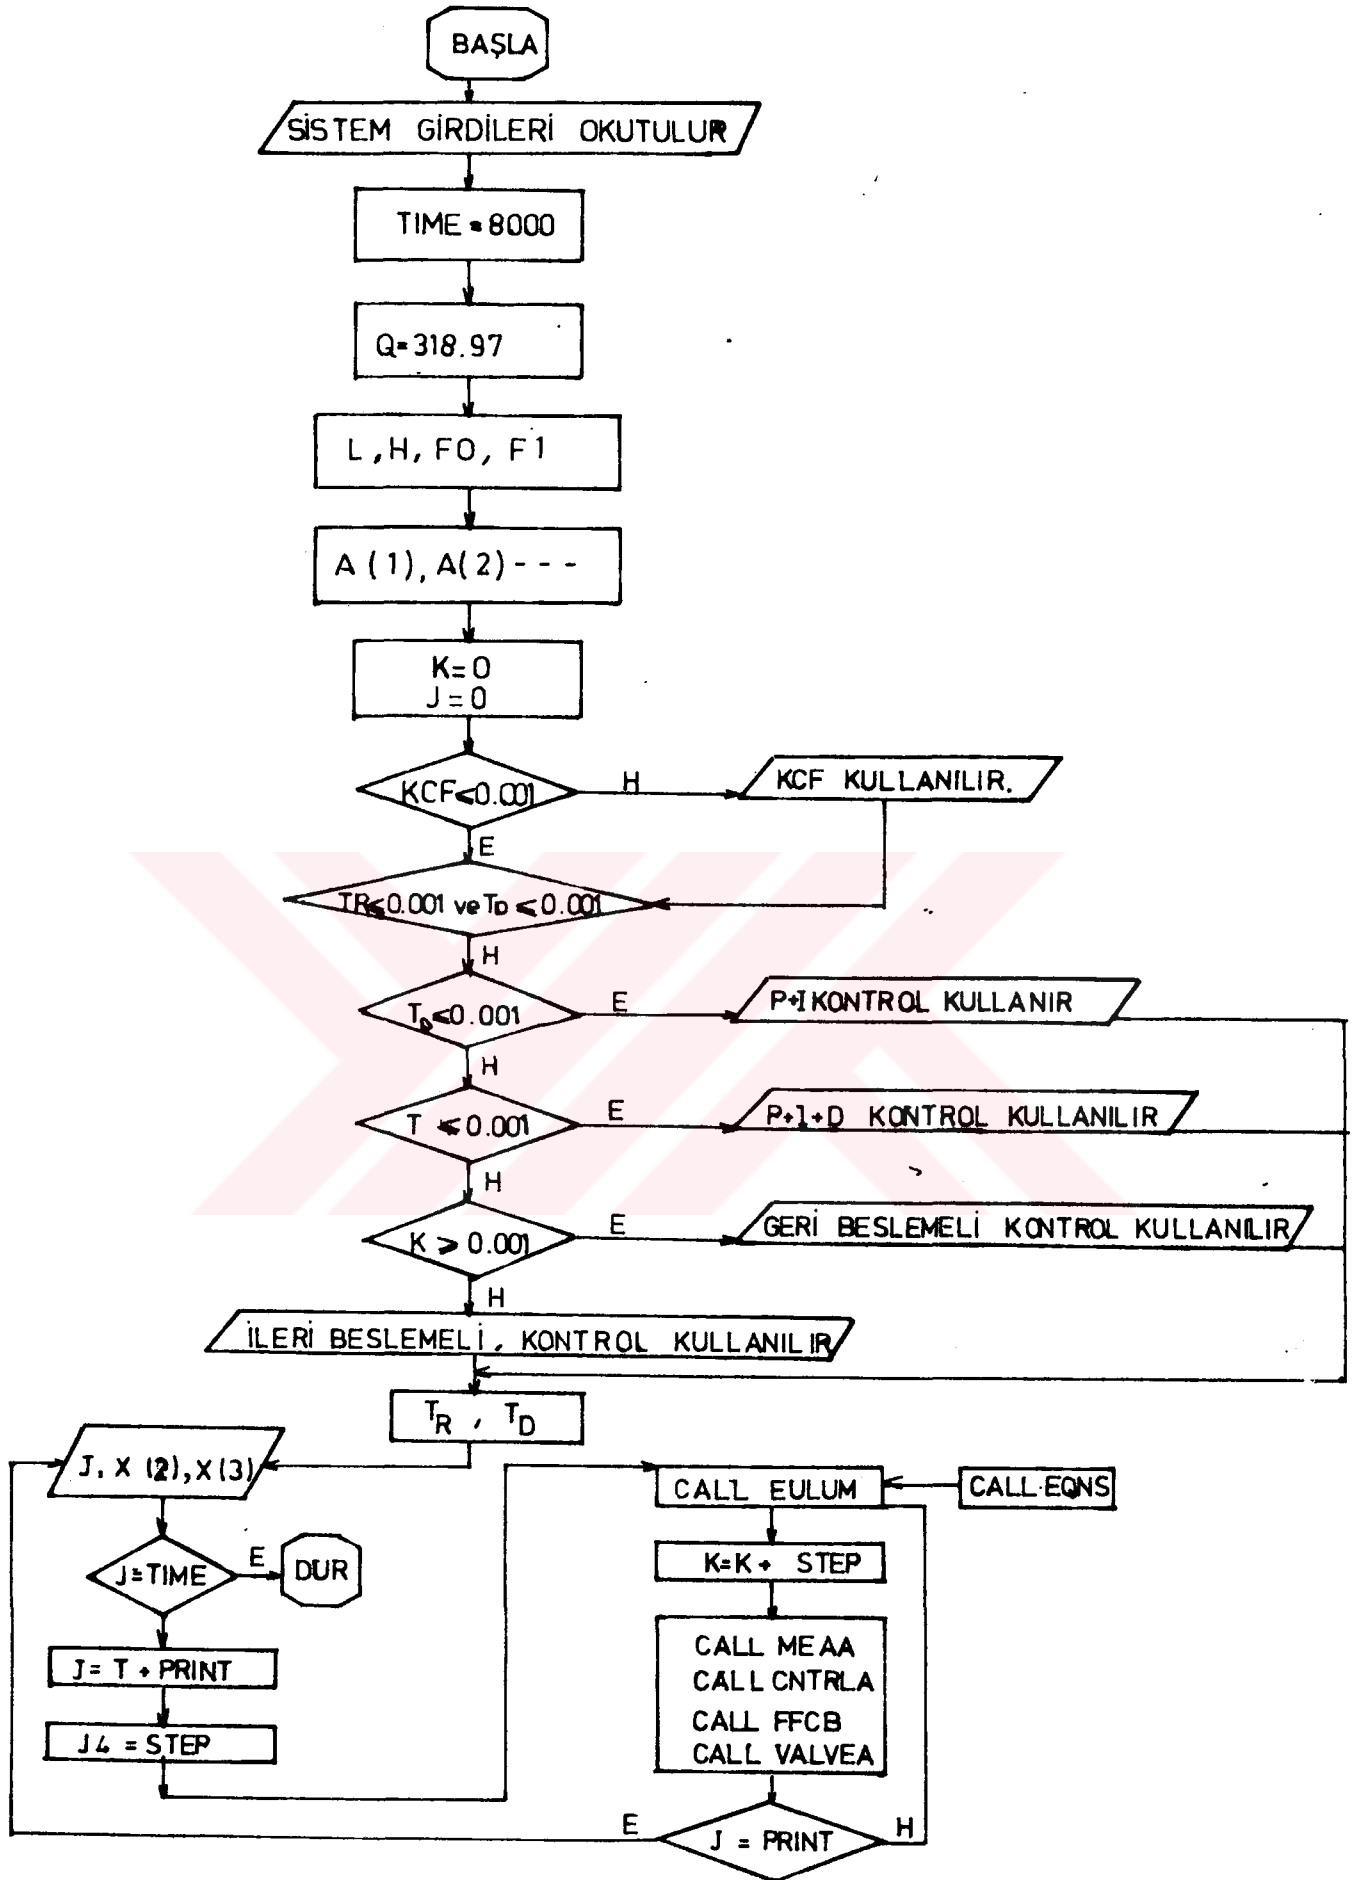 BAŞLA
SİSTEM GİRDİLERİ OKUTULUR
TIME = 8000
Q=318.97
L, H, FO, F1
A (1), A(2) - - -
K=0
J=0
KCF≤0.001
H
KCF KULLANILIR.
E
TR≤0.001 ve TD ≤0.001
H
TD≤0.001
E
P+I KONTROL KULLANIR
H
T ≤0.001
E
P+I+D KONTROL KULLANILIR
H
K ≥ 0.001
E
GERİ BESLEMELİ KONTROL KULLANILIR
H
İLERİ BESLEMELİ, KONTROL KULLANILIR
TR , TD
J, X (2), X(3)
J=TIME
E
DUR
J= T + PRINT
J4 = STEP
CALL EULUM
CALL EQNS
K=K+ STEP
CALL MEAA
CALL CNTRLA
CALL FFCB
CALL VALVEA
E
J = PRINT
H